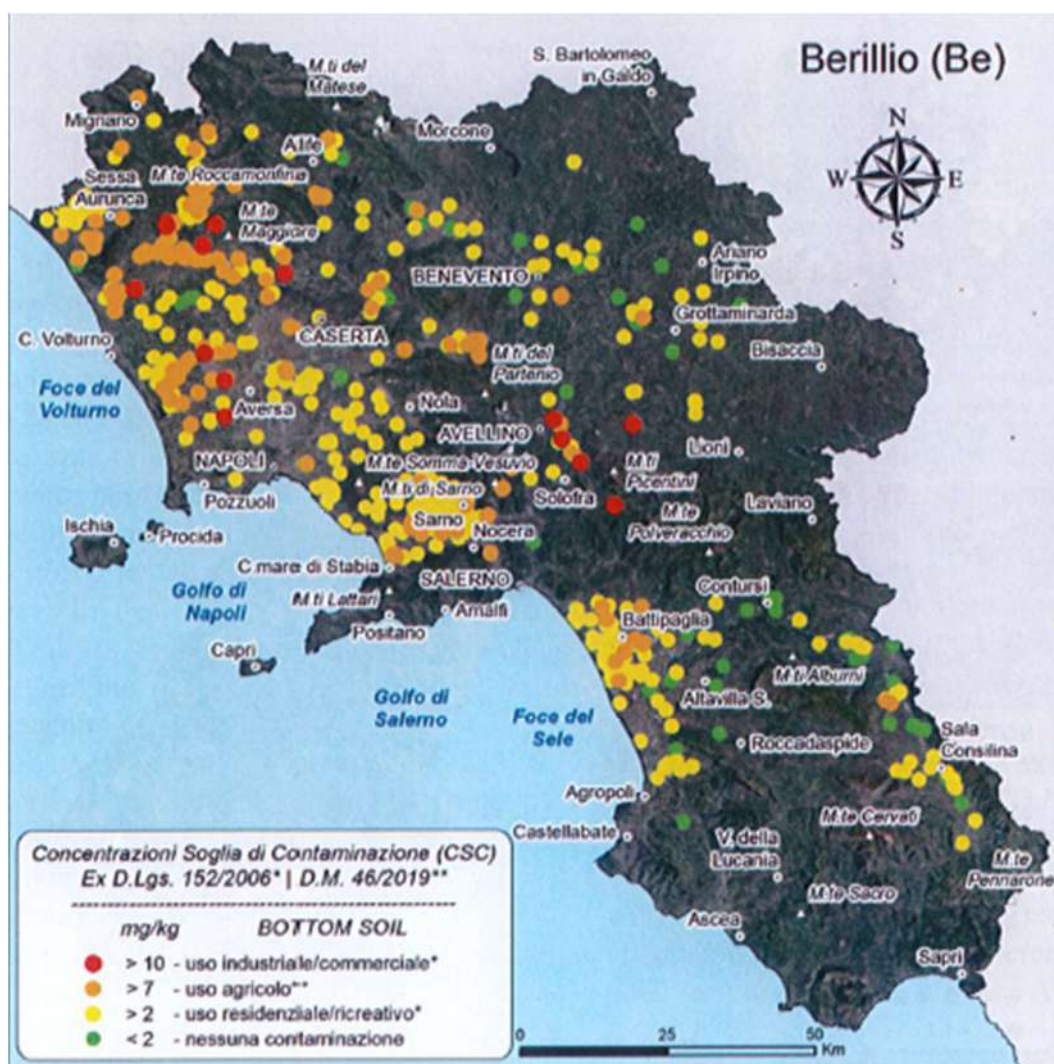 Berillio (Be)
S. Bartolomeo
in Galdo
M.ti del
Matese
Mignano
Morcone
Alife
N
W
E
S
Sessa
Aurunca
M.te Roccamonfina
M.te
Maggiore
Ariano
Irpino
BENEVENTO
Grottaminarda
C. Volturno
CASERTA
Bisaccia
M.ti del
Partenio
Foce del
Volturno
Aversa
Nola
AVELLINO
Lioni
NAPOLI
M.te Somma-Vesuvio
M.ti
Picentini
Pozzuoli
M.ti di Sarno
Solofra
Laviano
Sarno
M.te
Polveracchio
Ischia
Procida
Nocera
C.mare di Stabia
SALERNO
Contursi
Golfo di
Napoli
M.ti Lattari
Amalfi
Positano
Battipaglia
Capri
M.ti Alburni
Golfo di
Salerno
Foce del
Sele
Altavilla S.
Roccadaspide
Sala
Consilina
Agropoli
Castellabate
M.te Cervati
V. della
Lucania
M.te
Pennarone
M.te Sacro
Ascea
Sapri
Concentrazioni Soglia di Contaminazione (CSC)
Ex D.Lgs. 152/2006* | D.M. 46/2019**
mg/kg BOTTOM SOIL
> 10 - uso industriale/commerciale*
> 7 - uso agricolo**
> 2 - uso residenziale/ricreativo*
< 2 - nessuna contaminazione
0 25 50
Km